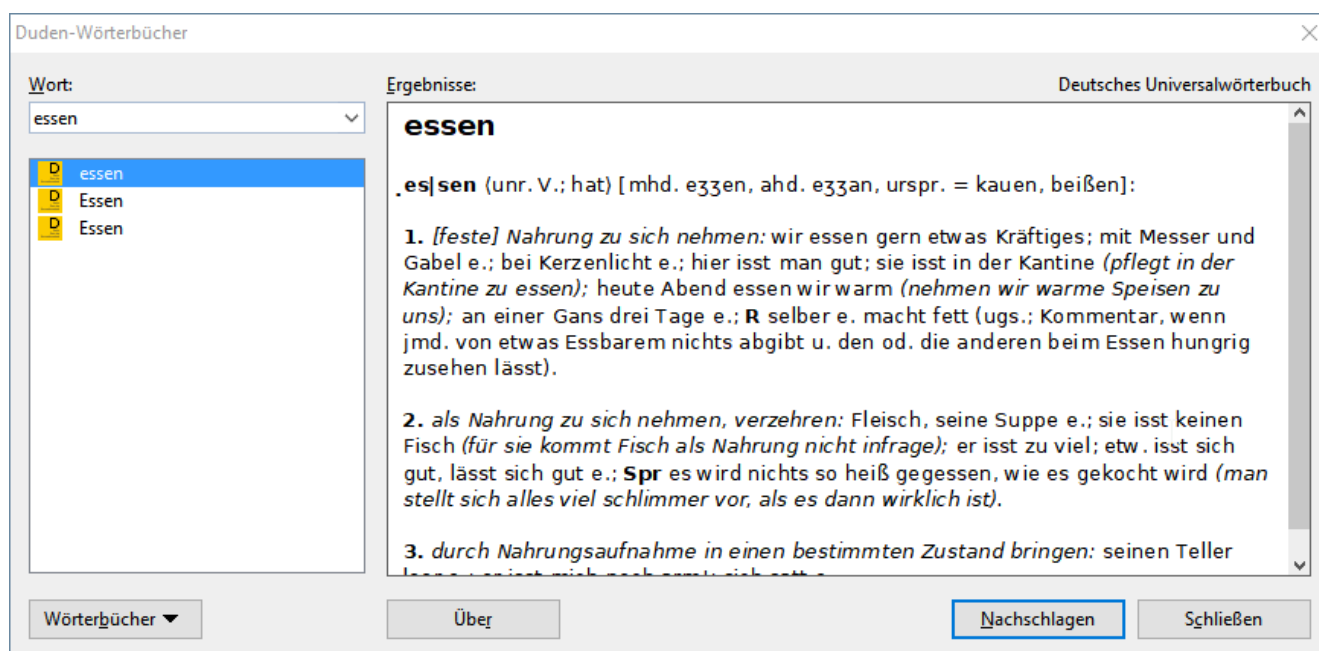 Duden-Wörterbücher
Wort:
essen
essen
Essen
Essen
Ergebnisse:
Deutsches Universalwörterbuch
essen
ẹs|sen ⟨unr. V.; hat⟩ [mhd. eʒʒen, ahd. eʒʒan, urspr. = kauen, beißen]:
1. [feste] Nahrung zu sich nehmen: wir essen gern etwas Kräftiges; mit Messer und
Gabel e.; bei Kerzenlicht e.; hier isst man gut; sie isst in der Kantine (pflegt in der
Kantine zu essen); heute Abend essen wir warm (nehmen wir warme Speisen zu
uns); an einer Gans drei Tage e.; R selber e. macht fett (ugs.; Kommentar, wenn
jmd. von etwas Essbarem nichts abgibt u. den od. die anderen beim Essen hungrig
zusehen lässt).
2. als Nahrung zu sich nehmen, verzehren: Fleisch, seine Suppe e.; sie isst keinen
Fisch (für sie kommt Fisch als Nahrung nicht infrage); er isst zu viel; etw. isst sich
gut, lässt sich gut e.; Spr es wird nichts so heiß gegessen, wie es gekocht wird (man
stellt sich alles viel schlimmer vor, als es dann wirklich ist).
3. durch Nahrungsaufnahme in einen bestimmten Zustand bringen: seinen Teller
Wörterbücher
Über
Nachschlagen
Schließen